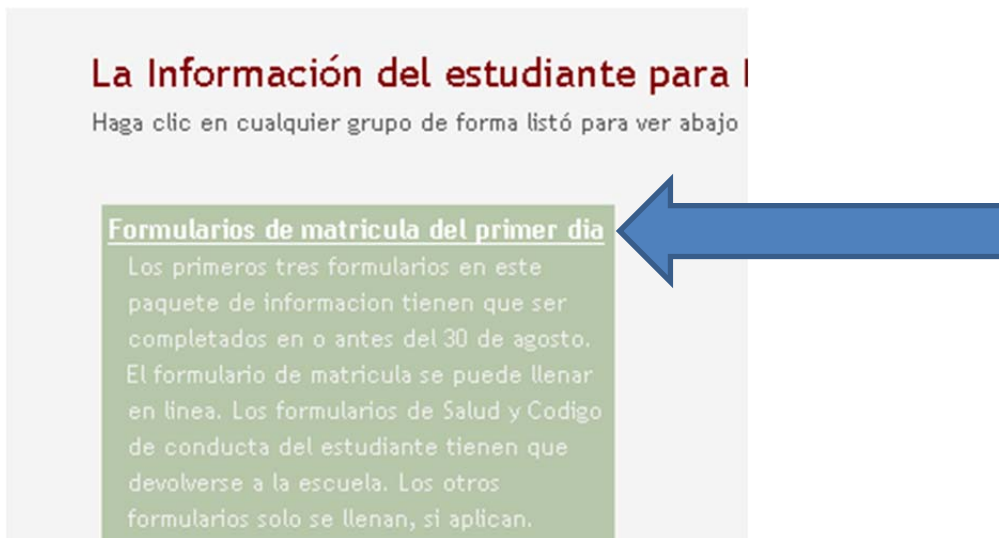 La Información del estudiante para
Haga clic en cualquier grupo de forma listó para ver abajo
Formularios de matricula del primer dia
Los primeros tres formularios en este
paquete de informacion tienen que ser
completados en o antes del 30 de agosto.
El formulario de matricula se puede llenar
en linea. Los formularios de Salud y Codigo
de conducta del estudiante tienen que
devolverse a la escuela. Los otros
formularios solo se llenan, si aplican.